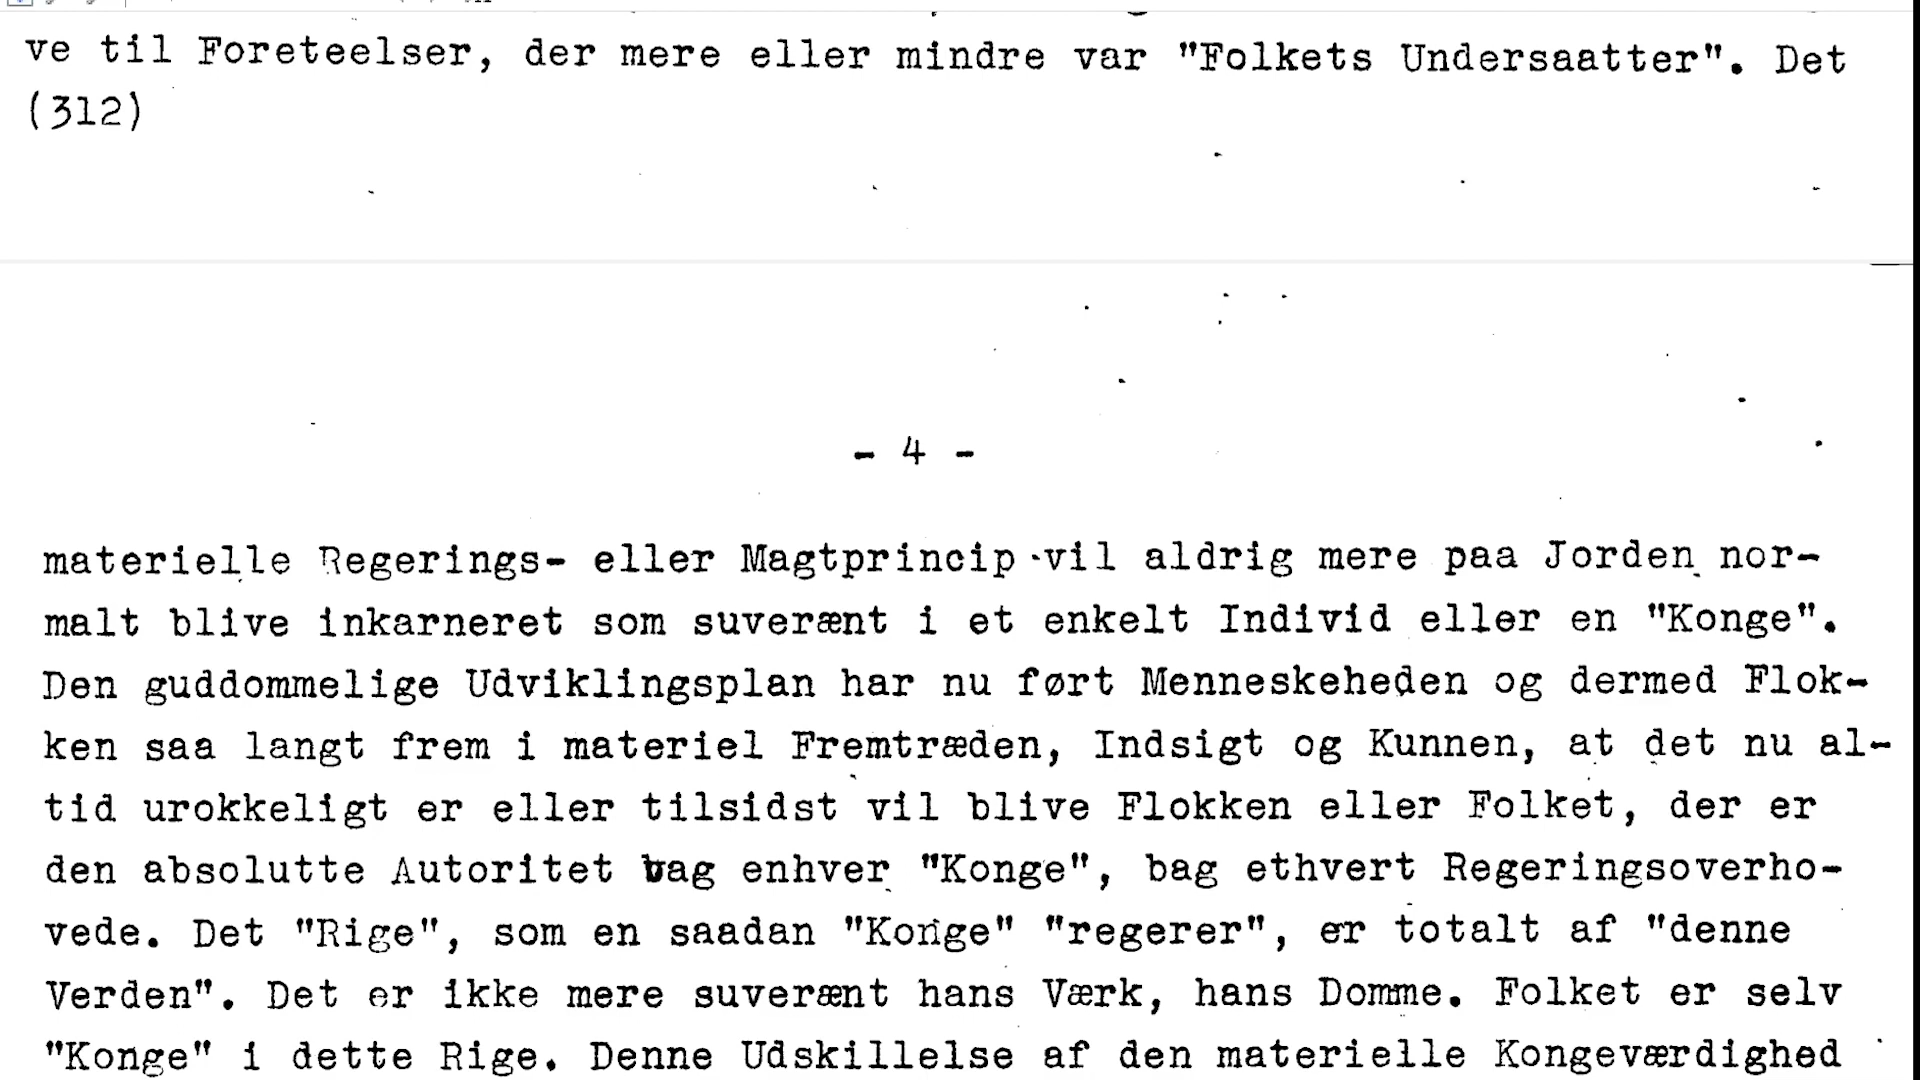 ve til Foreteelser, der mere eller mindre var "Folkets Undersaatter". Det
(312)
- 4 -
materielle Regerings- eller Magtprincip vil aldrig mere paa Jorden nor-
malt blive inkarneret som suverænt i et enkelt Individ eller en "Konge".
Den guddommelige Udviklingsplan har nu ført Menneskeheden og dermed Flok-
ken saa langt frem i materiel Fremtræden, Indsigt og Kunnen, at det nu al-
tid urokkeligt er eller tilsidst vil blive Flokken eller Folket, der er
den absolutte Autoritet bag enhver "Konge", bag ethvert Regeringsoverho-
vede. Det "Rige", som en saadan "Konge" "regerer", er totalt af "denne
Verden". Det er ikke mere suverænt hans Værk, hans Domme. Folket er selv
"Konge" i dette Rige. Denne Udskillelse af den materielle Kongeværdighed